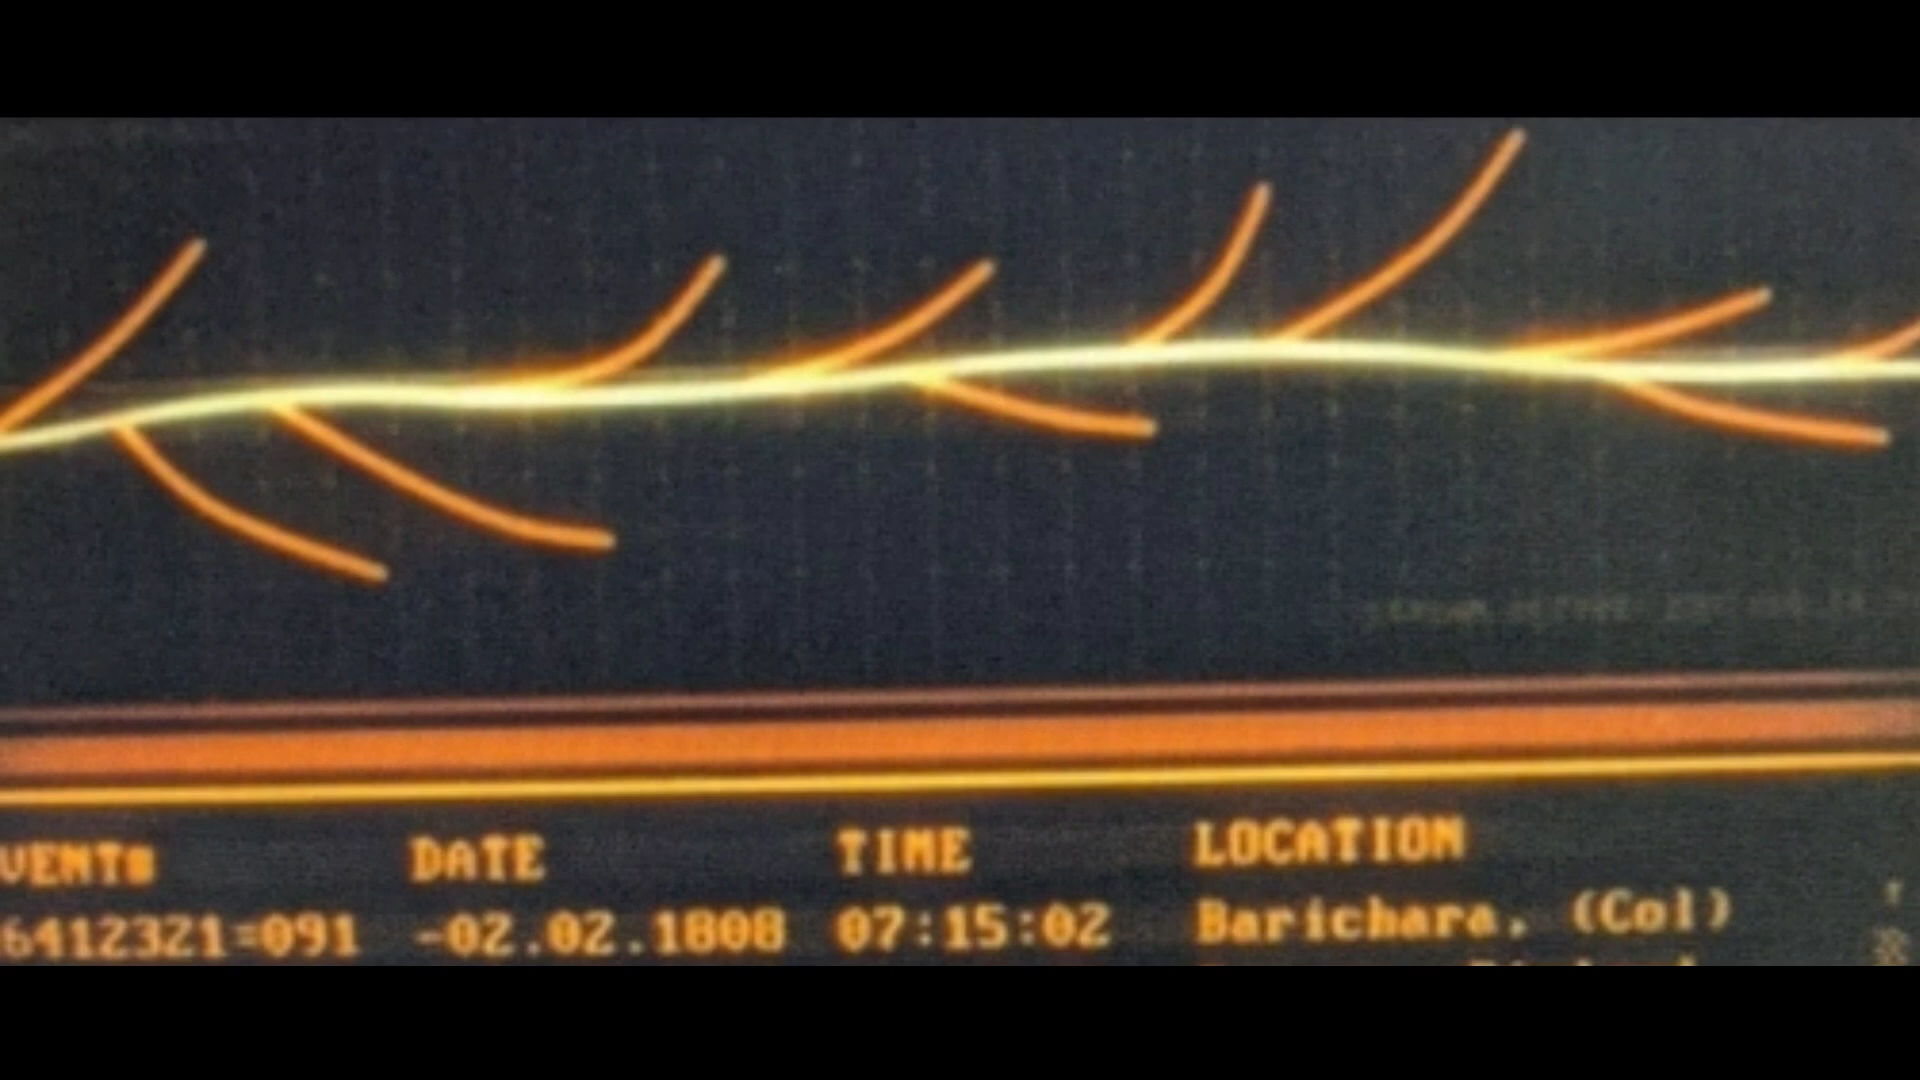 VENT# DATE TIME LOCATION
6412321=091 -02.02.1808 07:15:02 Barichara, (Col)